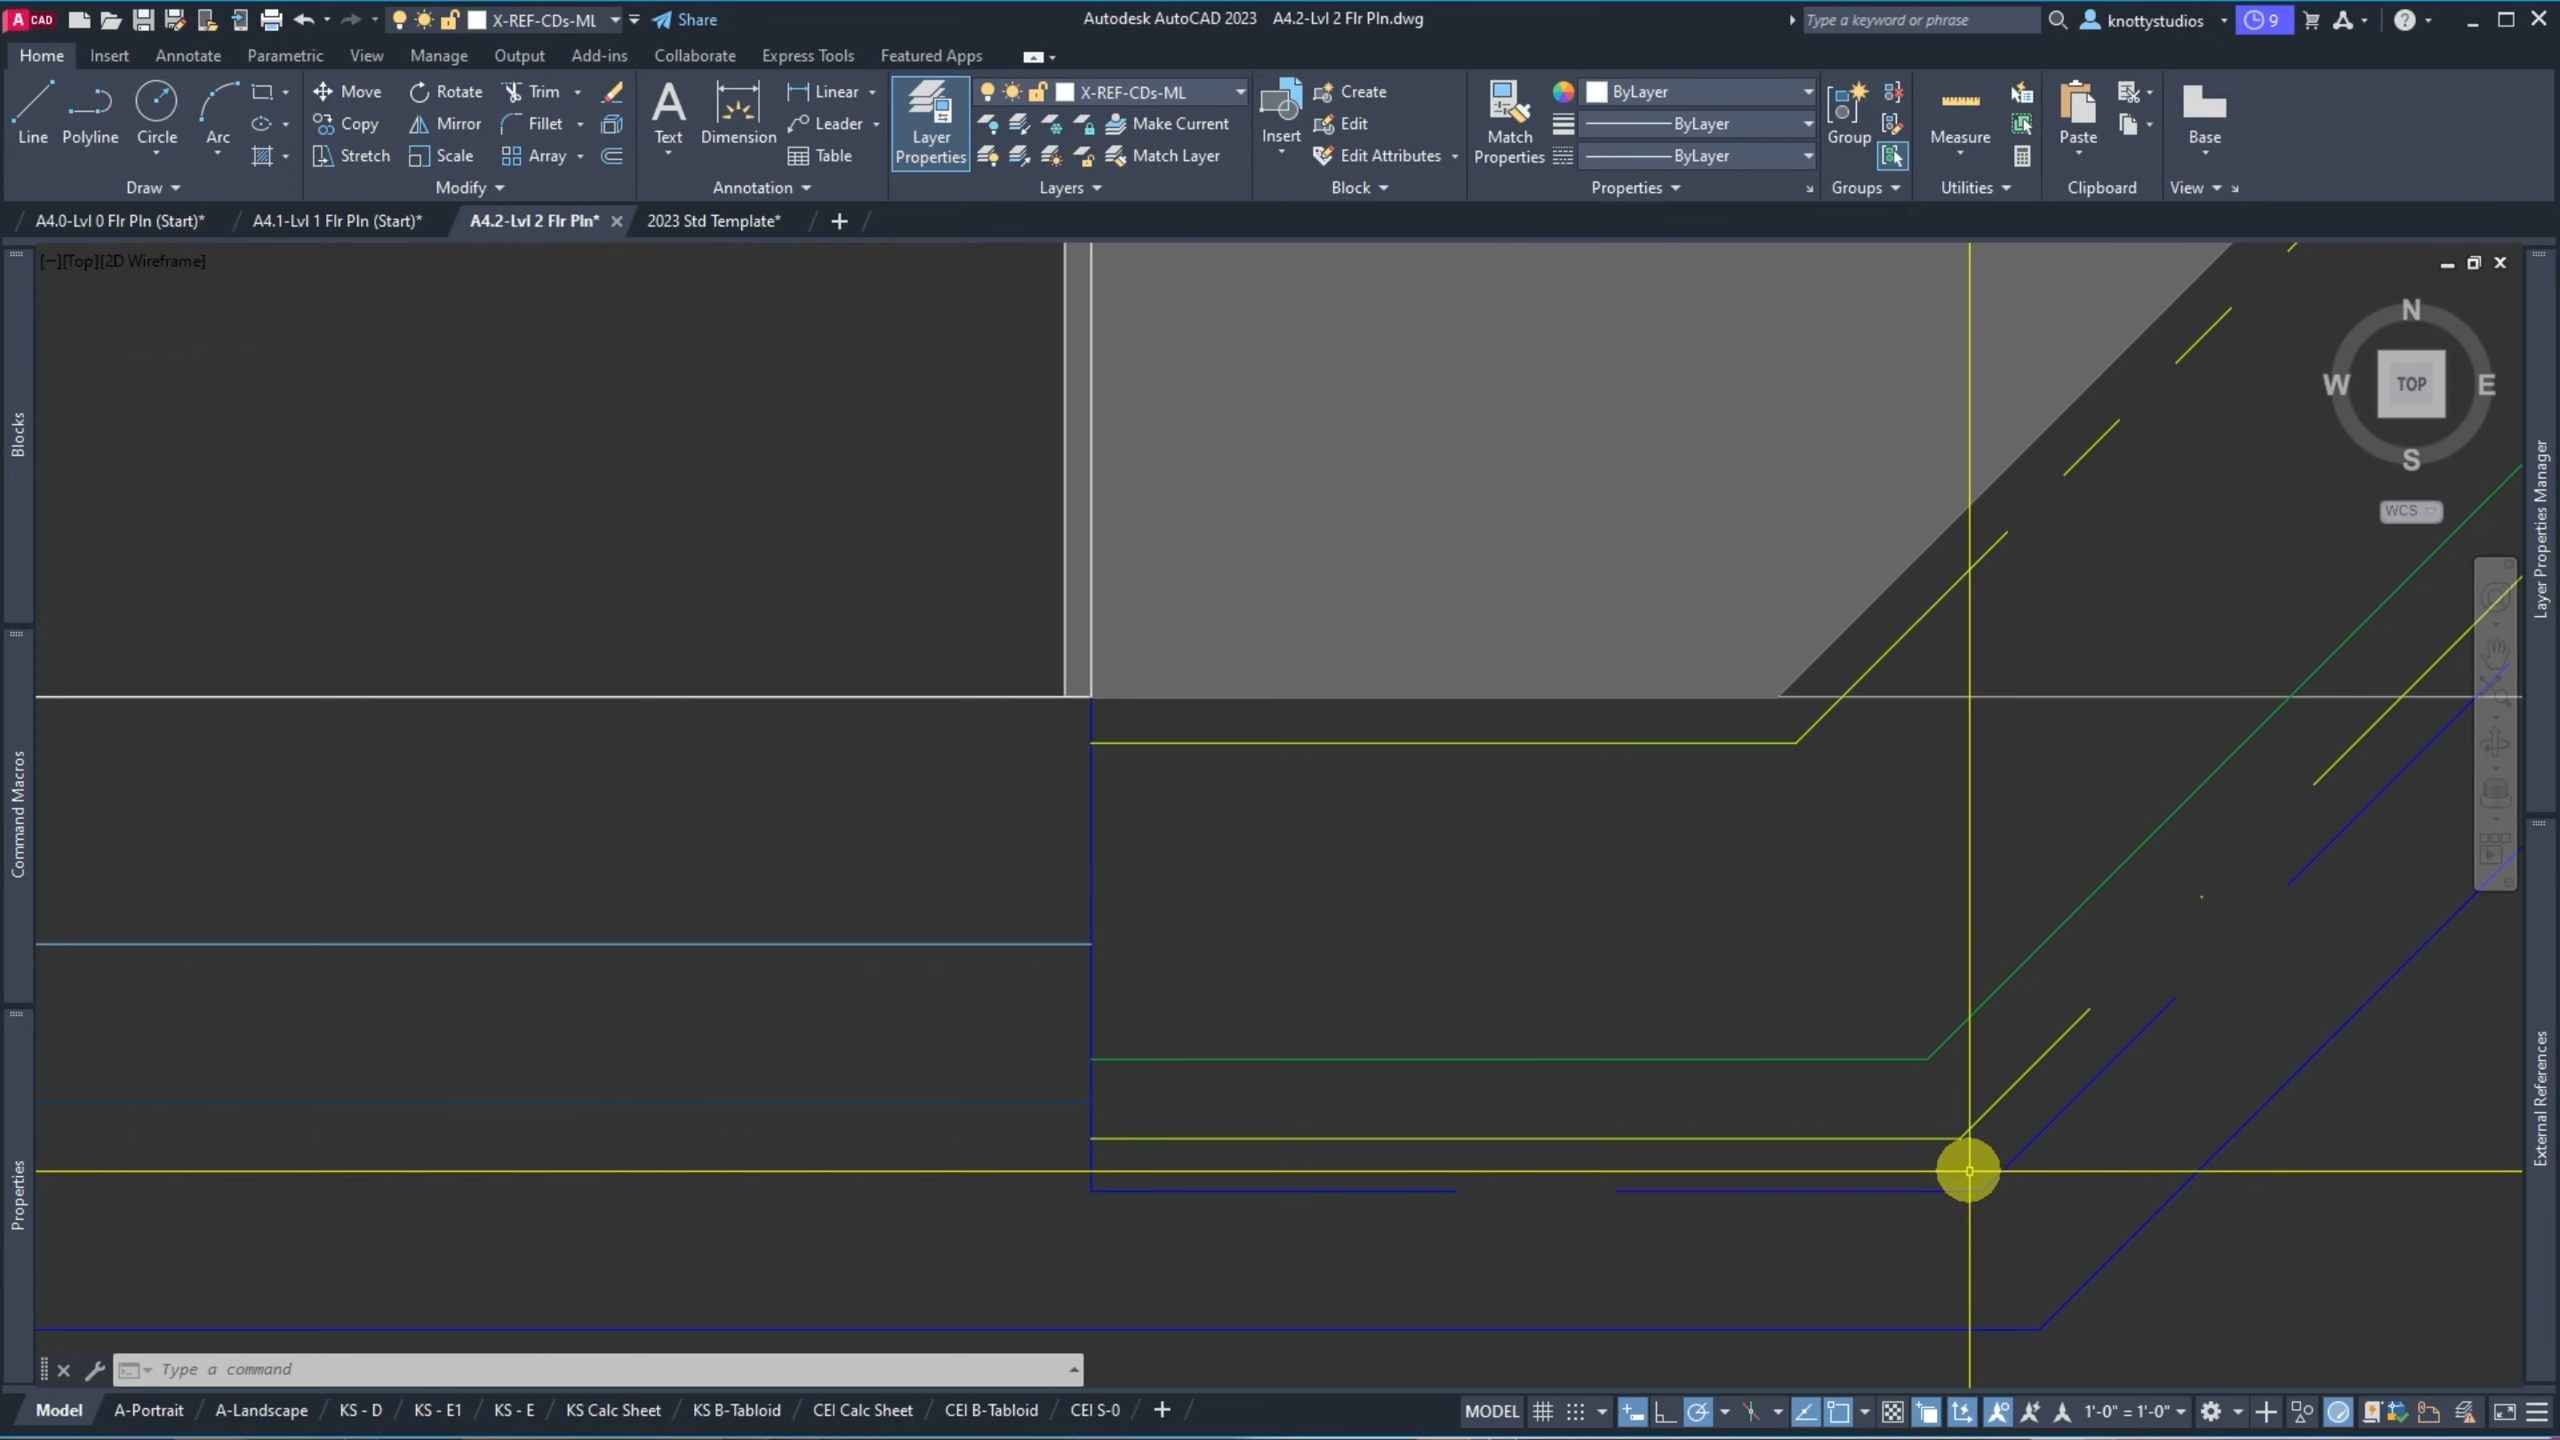 A CAD X-REF-CDs-ML Share Autodesk AutoCAD 2023 A4.2-Lvl 2 Flr Pln.dwg Type a keyword or phrase knottystudios 9
Home Insert Annotate Parametric View Manage Output Add-ins Collaborate Express Tools Featured Apps
Line Polyline Circle Arc
Draw
Move Rotate Trim
Copy Mirror Fillet
Stretch Scale Array
Modify
Text Dimension
Linear
Leader
Table
Annotation
Layer Properties
X-REF-CDs-ML
Make Current
Match Layer
Layers
Insert
Create
Edit
Edit Attributes
Block
Match Properties
ByLayer
ByLayer
ByLayer
Properties
Group
Groups
Measure
Utilities
Paste
Clipboard
Base
View
A4.0-Lvl 0 Flr Pln (Start)* A4.1-Lvl 1 Flr Pln (Start)* A4.2-Lvl 2 Flr Pln* 2023 Std Template*
[−][Top][2D Wireframe]
N
W TOP E
S
WCS
Blocks
Command Macros
Properties
Layer Properties Manager
External References
Type a command
Model A-Portrait A-Landscape KS - D KS - E1 KS - E KS Calc Sheet KS B-Tabloid CEI Calc Sheet CEI B-Tabloid CEI S-0 MODEL 1'-0" = 1'-0"